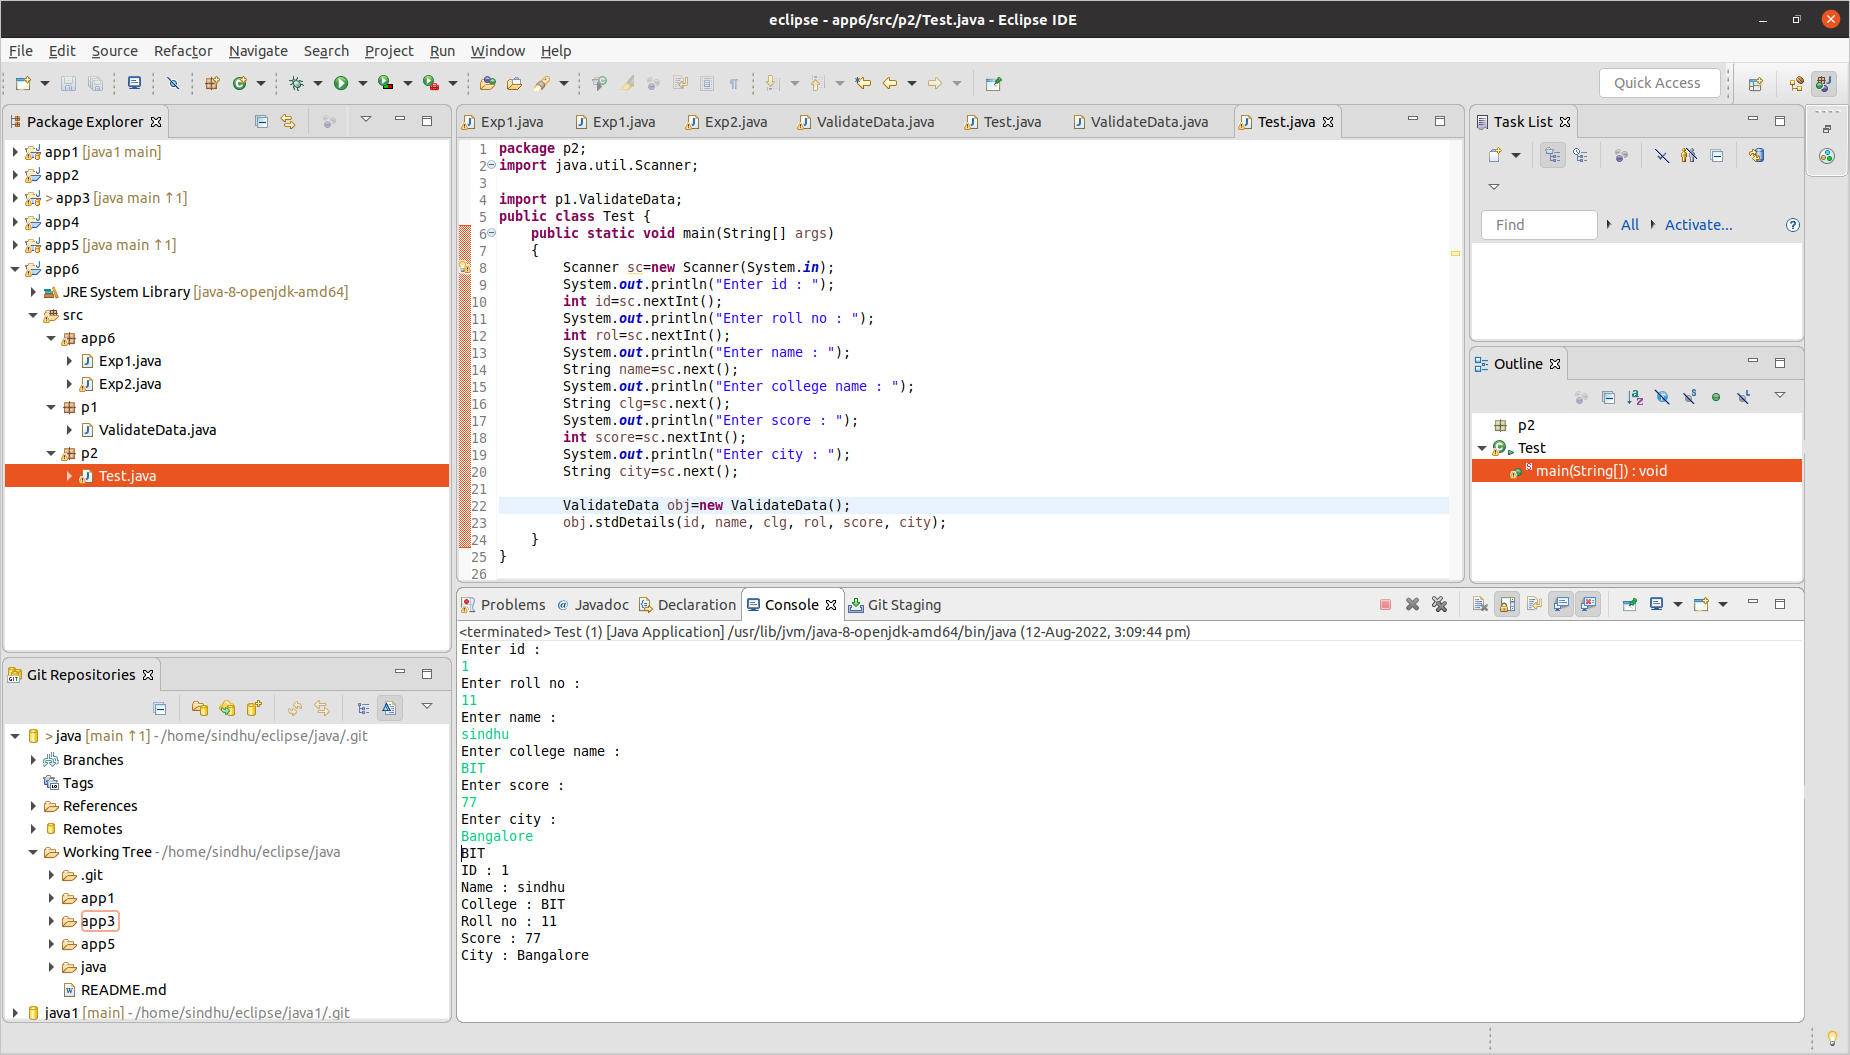 eclipse - app6/src/p2/Test.java - Eclipse IDE
File Edit Source Refactor Navigate Search Project Run Window Help
Quick Access
Package Explorer
app1 [java1 main]
app2
> app3 [java main ↑1]
app4
app5 [java main ↑1]
app6
JRE System Library [java-8-openjdk-amd64]
src
app6
Exp1.java
Exp2.java
p1
ValidateData.java
p2
Test.java
Git Repositories
> java [main ↑1] - /home/sindhu/eclipse/java/.git
Branches
Tags
References
Remotes
Working Tree - /home/sindhu/eclipse/java
.git
app1
app3
app5
java
README.md
java1 [main] - /home/sindhu/eclipse/java1/.git
Exp1.java Exp1.java Exp2.java ValidateData.java Test.java ValidateData.java Test.java
1 package p2;
2 import java.util.Scanner;
3
4 import p1.ValidateData;
5 public class Test {
6 public static void main(String[] args)
7 {
8 Scanner sc=new Scanner(System.in);
9 System.out.println("Enter id : ");
10 int id=sc.nextInt();
11 System.out.println("Enter roll no : ");
12 int rol=sc.nextInt();
13 System.out.println("Enter name : ");
14 String name=sc.next();
15 System.out.println("Enter college name : ");
16 String clg=sc.next();
17 System.out.println("Enter score : ");
18 int score=sc.nextInt();
19 System.out.println("Enter city : ");
20 String city=sc.next();
21
22 ValidateData obj=new ValidateData();
23 obj.stdDetails(id, name, clg, rol, score, city);
24 }
25 }
26
Problems Javadoc Declaration Console Git Staging
<terminated> Test (1) [Java Application] /usr/lib/jvm/java-8-openjdk-amd64/bin/java (12-Aug-2022, 3:09:44 pm)
Enter id :
1
Enter roll no :
11
Enter name :
sindhu
Enter college name :
BIT
Enter score :
77
Enter city :
Bangalore
BIT
ID : 1
Name : sindhu
College : BIT
Roll no : 11
Score : 77
City : Bangalore
Task List
Find All Activate...
Outline
p2
Test
main(String[]) : void